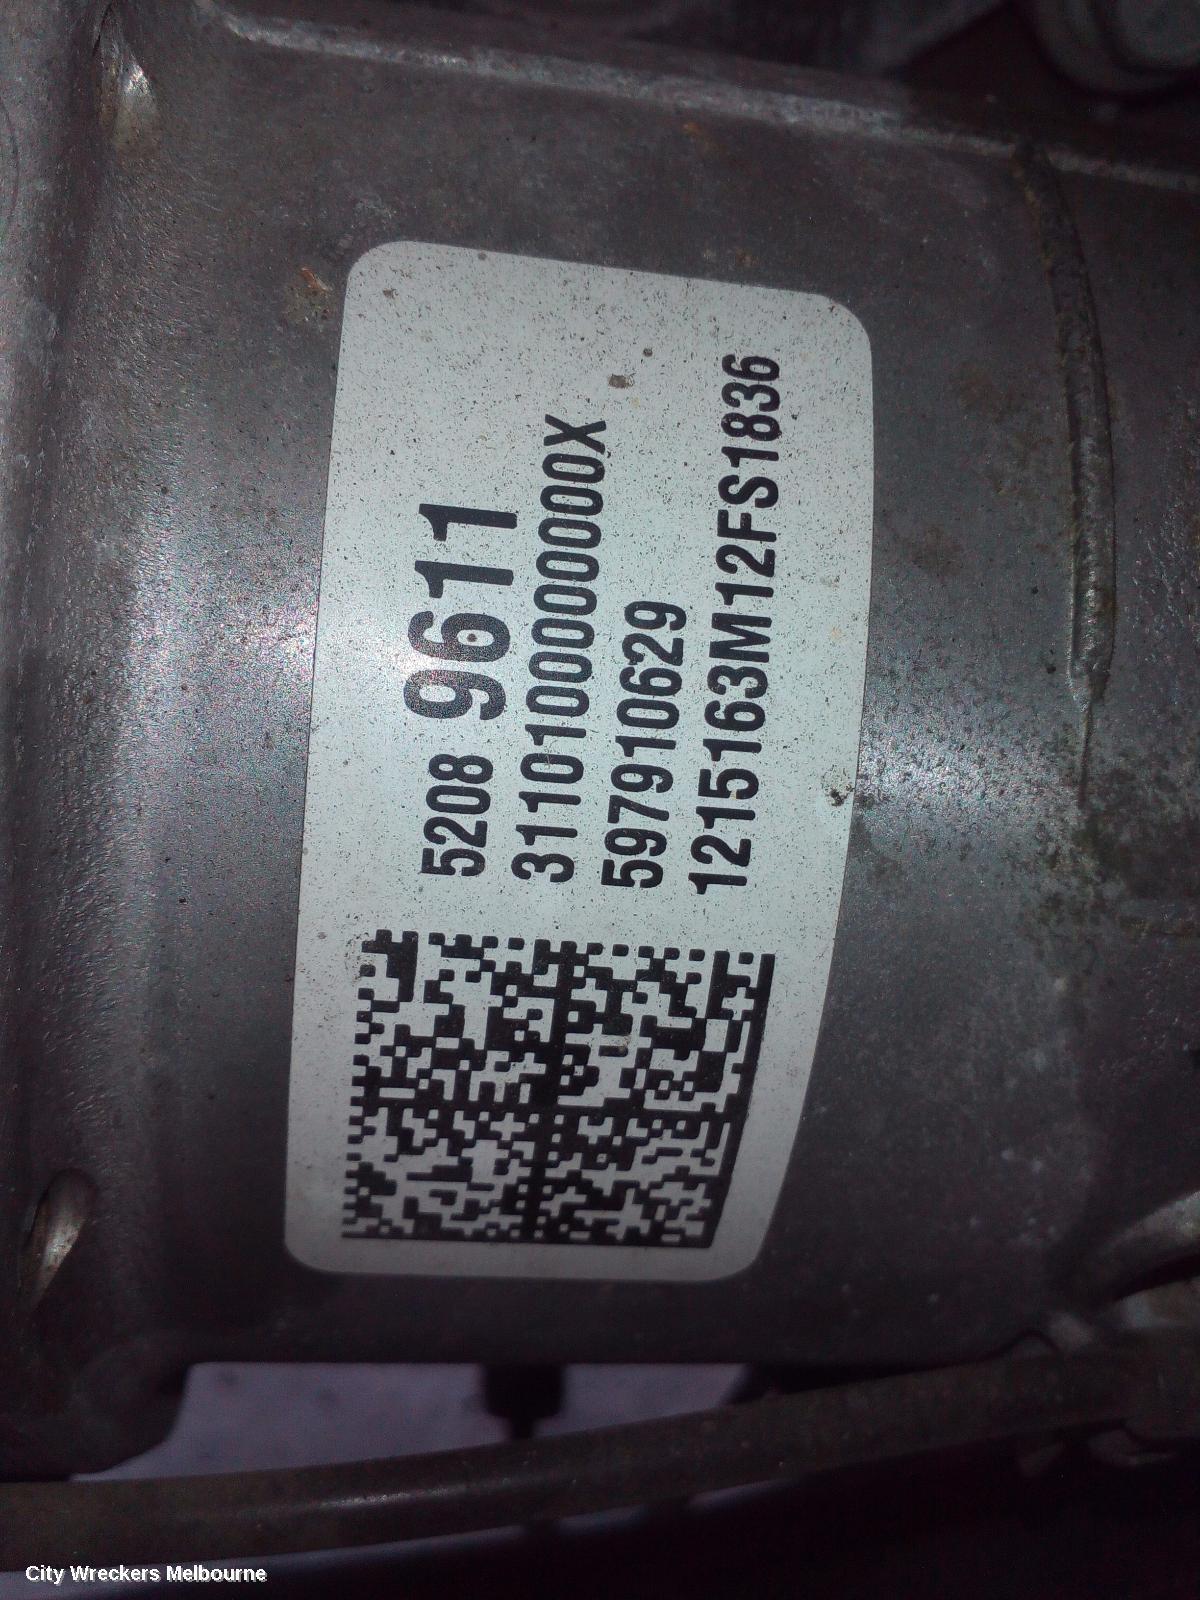 5208 9611
3110100000000X
597910629
1215163M12FS1836
City Wreckers Melbourne